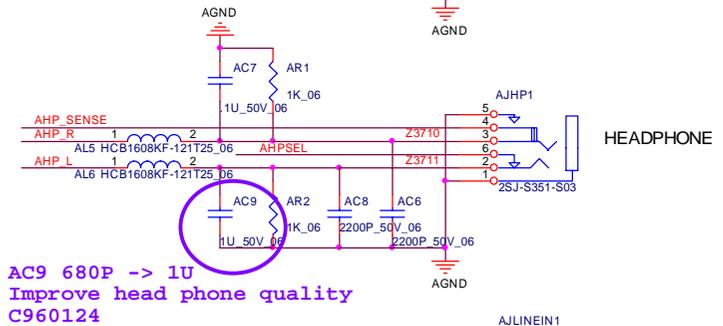 AGND
AGND
AC7
AR1
.1U_50V_06
1K_06
AJHP1
5
4
3
6
2
1
AHP_SENSE
AHP_R
1
2
Z3710
AL5 HCB1608KF-121T25_06
AHPSEL
AHP_L
1
2
Z3711
AL6 HCB1608KF-121T25_06
HEADPHONE
2SJ-S351-S03
AC9
AR2
AC8
AC6
1U_50V_06
1K_06
2200P_50V_06
2200P_50V_06
AGND
AC9 680P -> 1U
Improve head phone quality
C960124
AJLINEIN1